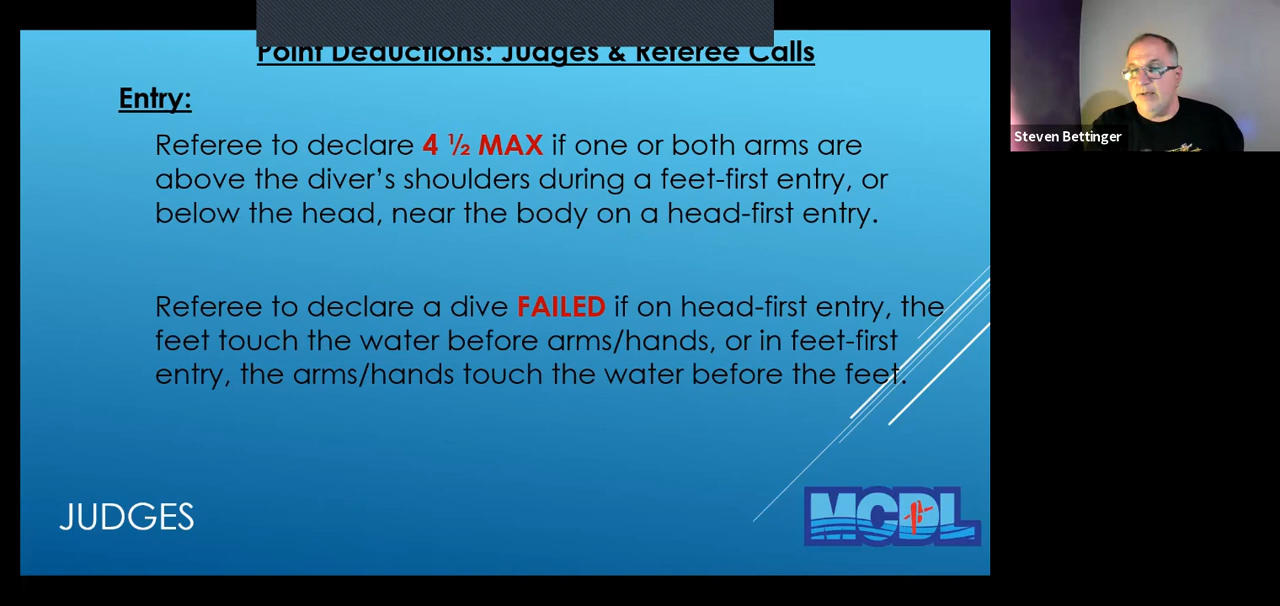 Point Deductions: Judges & Referee Calls
Entry:
Referee to declare 4 ½ MAX if one or both arms are
above the diver’s shoulders during a feet-first entry, or
below the head, near the body on a head-first entry.
Referee to declare a dive FAILED if on head-first entry, the
feet touch the water before arms/hands, or in feet-first
entry, the arms/hands touch the water before the feet.
JUDGES
MCDL
Steven Bettinger